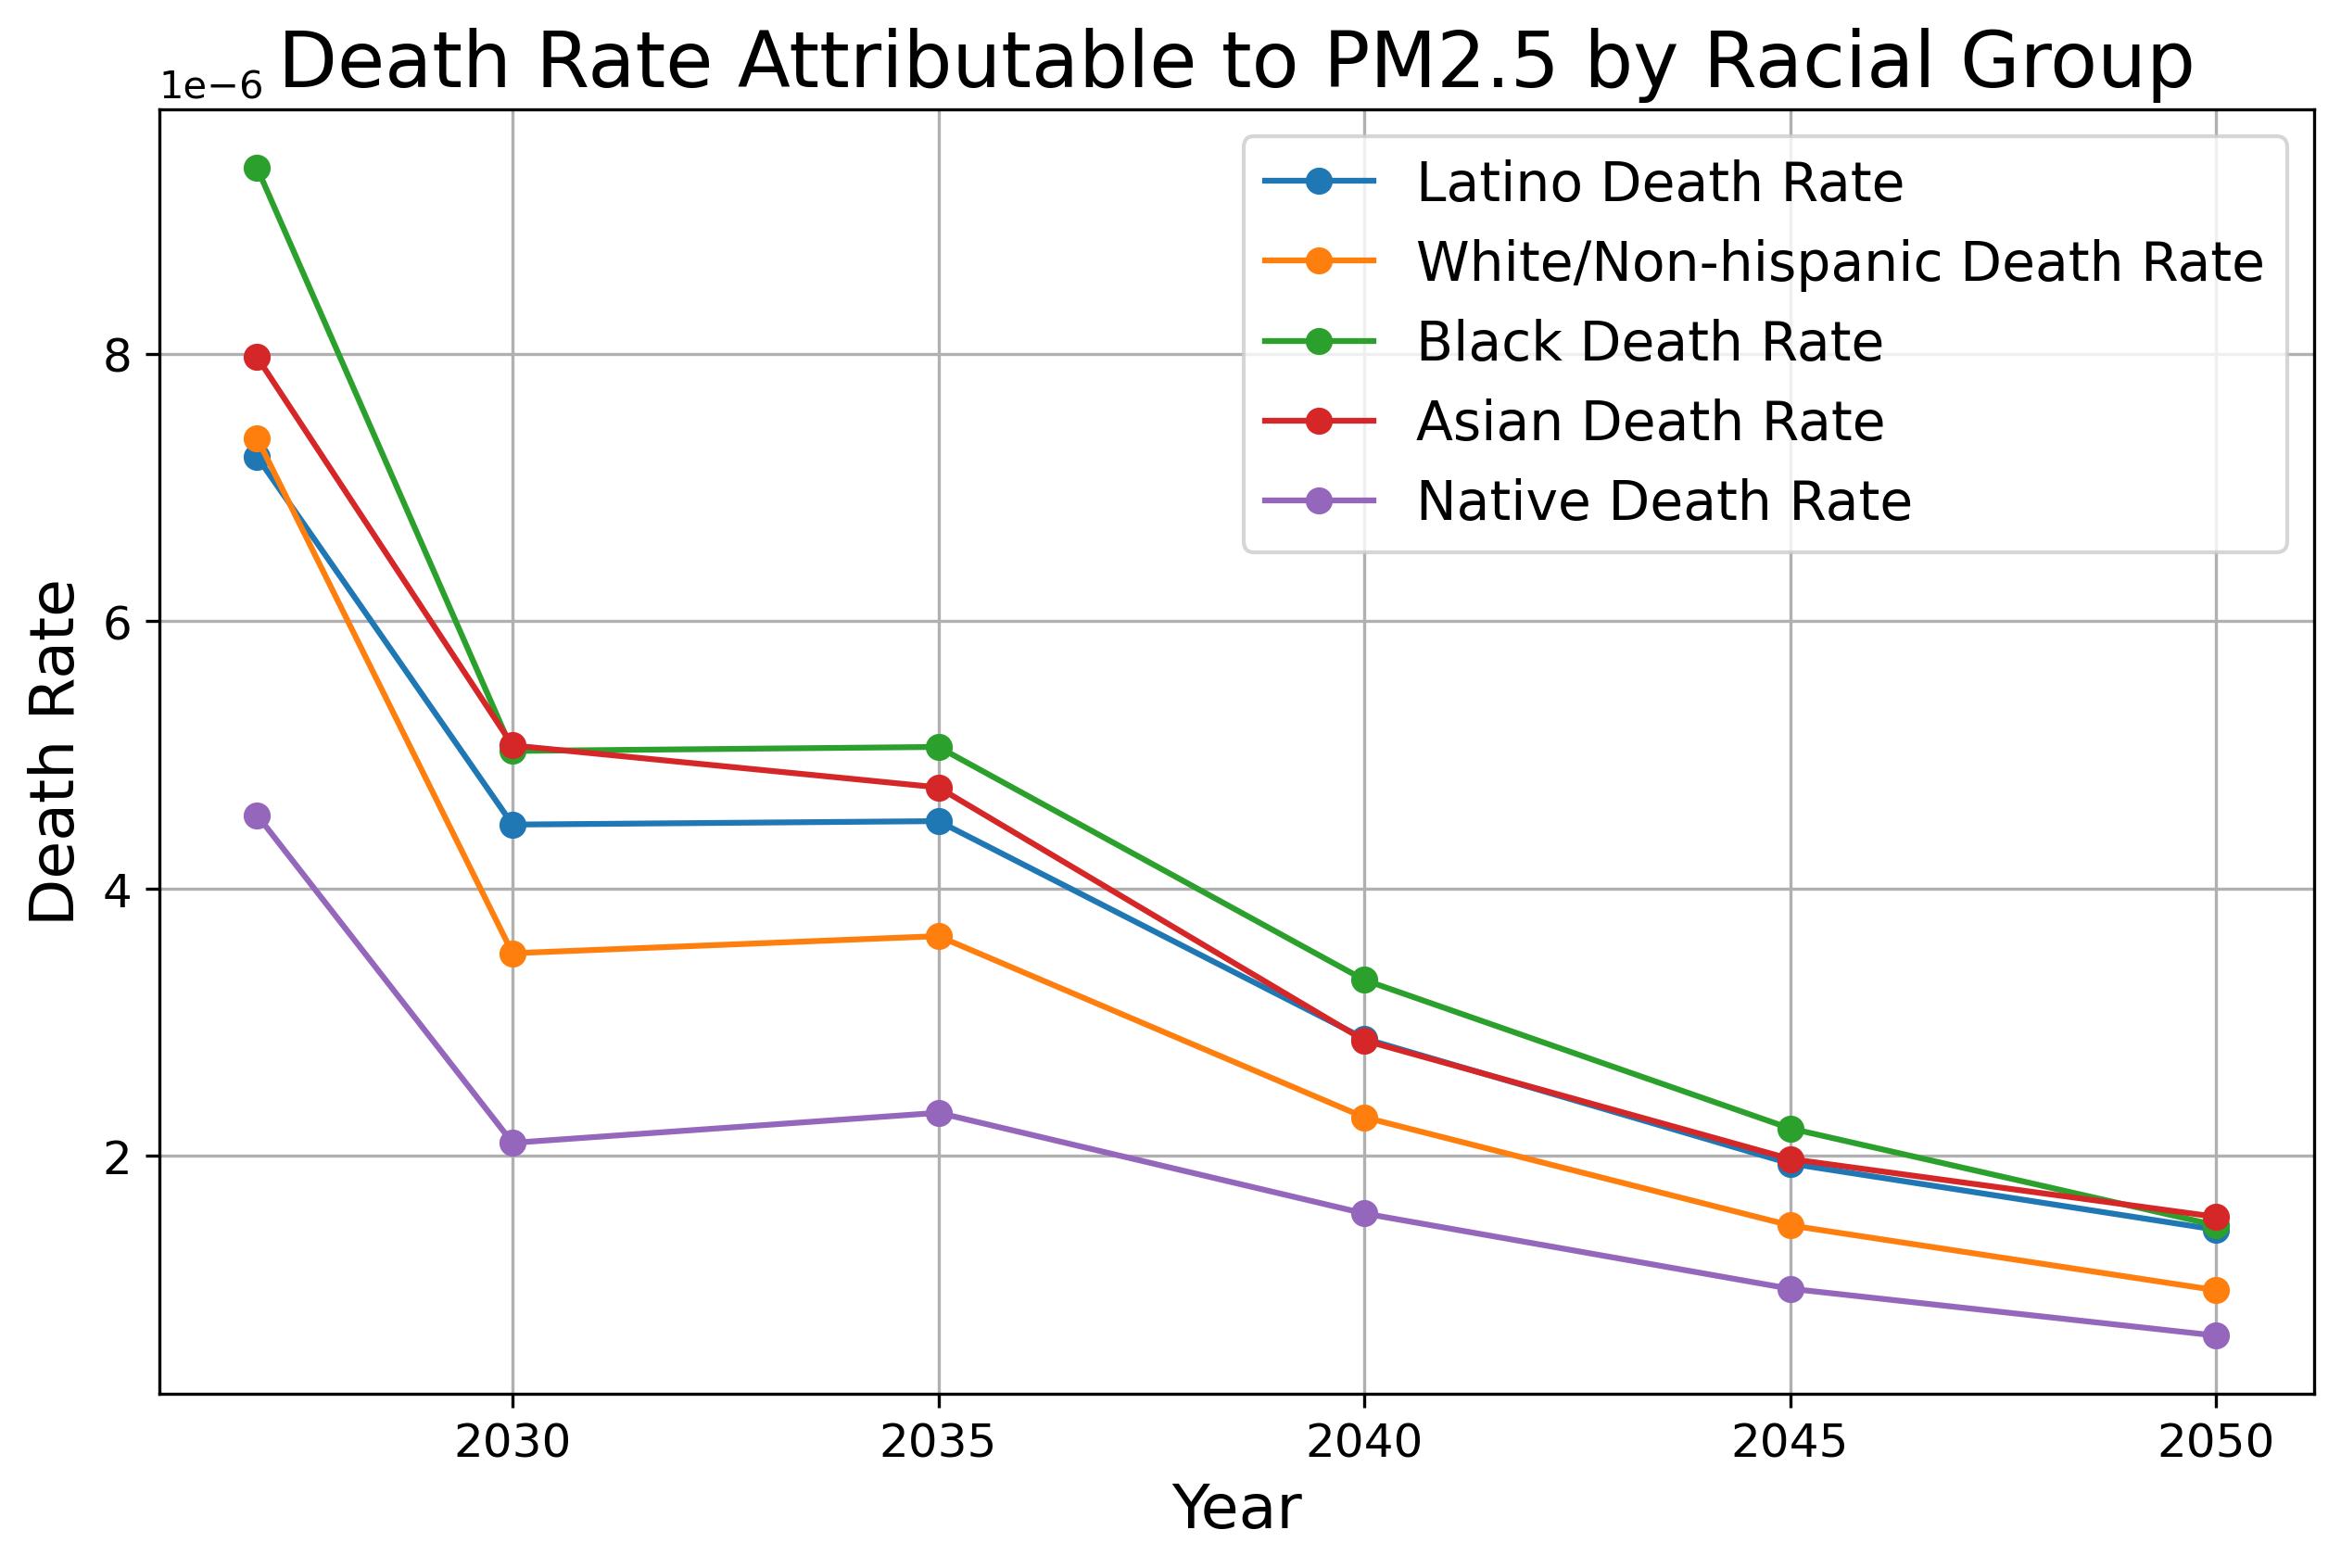 Death Rate Attributable to PM2.5 by Racial Group
1e−6
Latino Death Rate
White/Non-hispanic Death Rate
Black Death Rate
Asian Death Rate
Native Death Rate
8
6
4
2
Death Rate
2030 2035 2040 2045 2050
Year